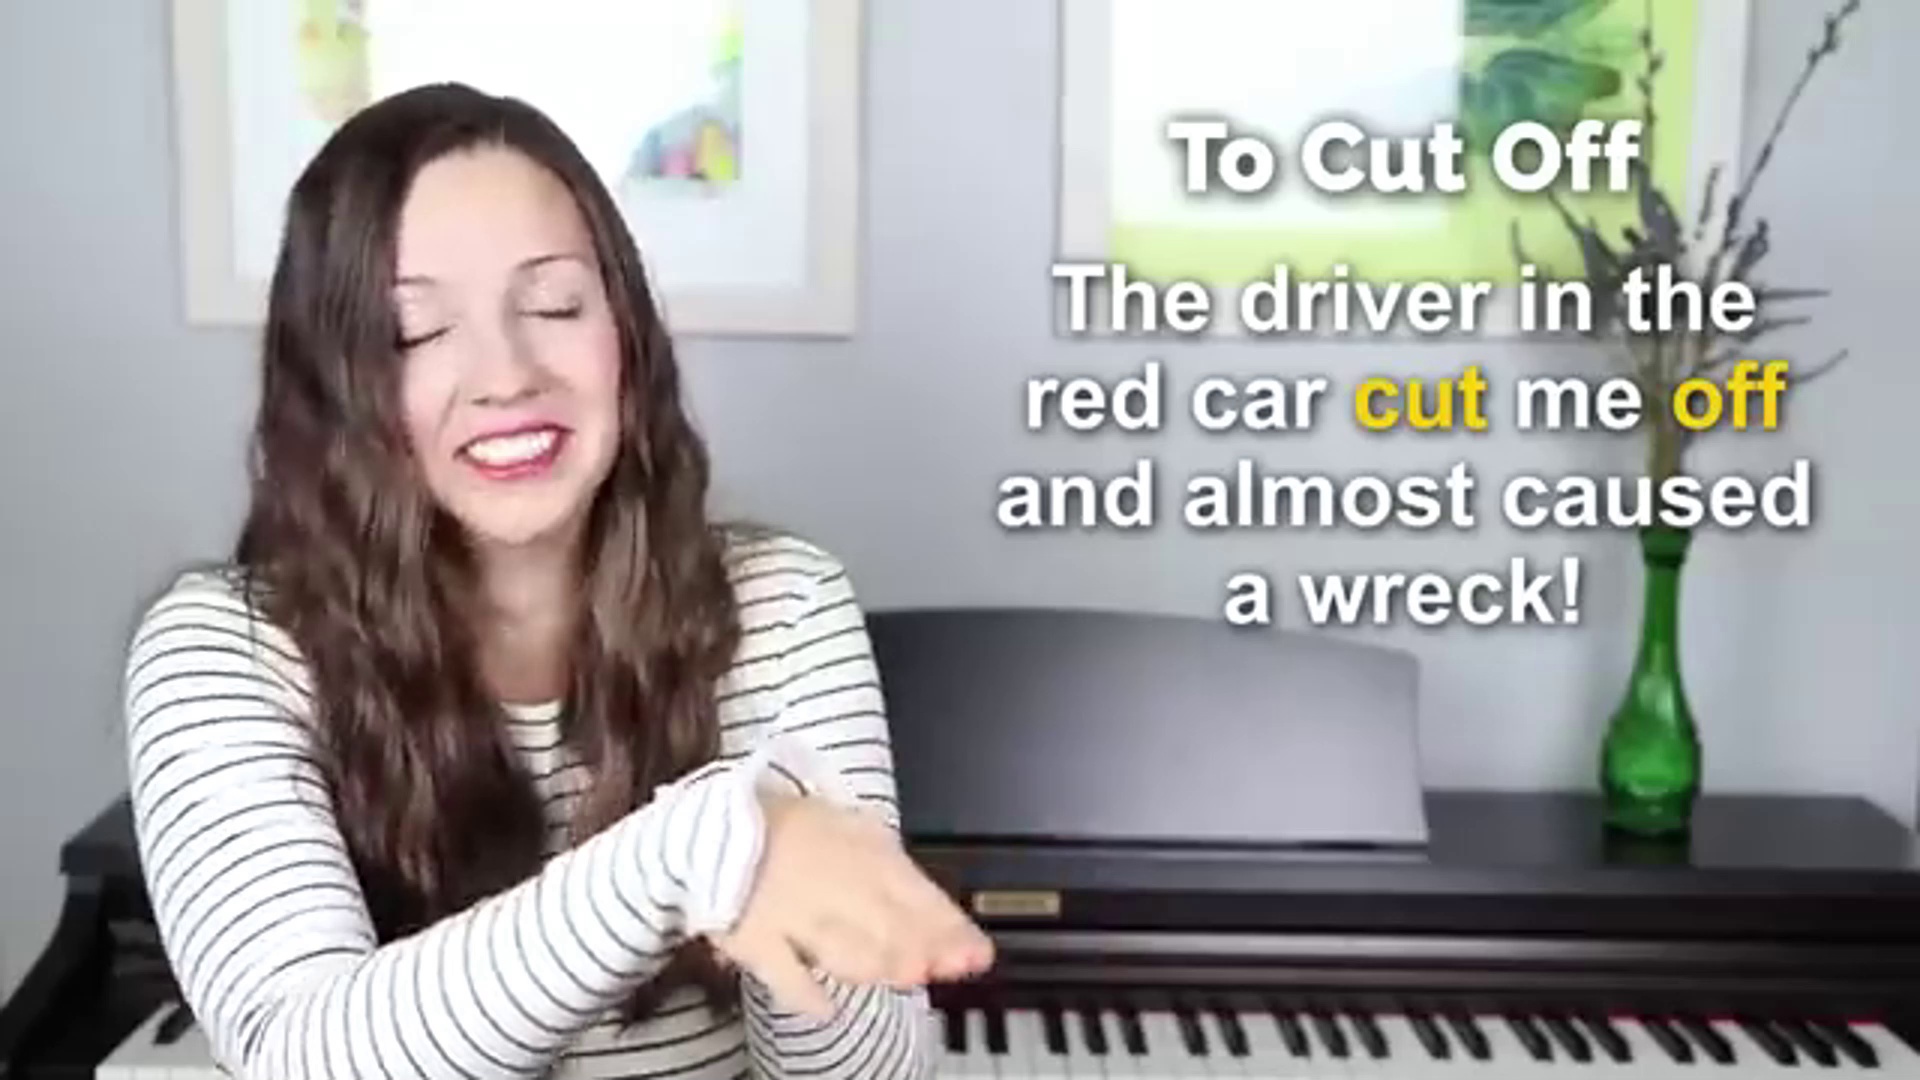 To Cut Off
The driver in the
red car cut me off
and almost caused
a wreck!